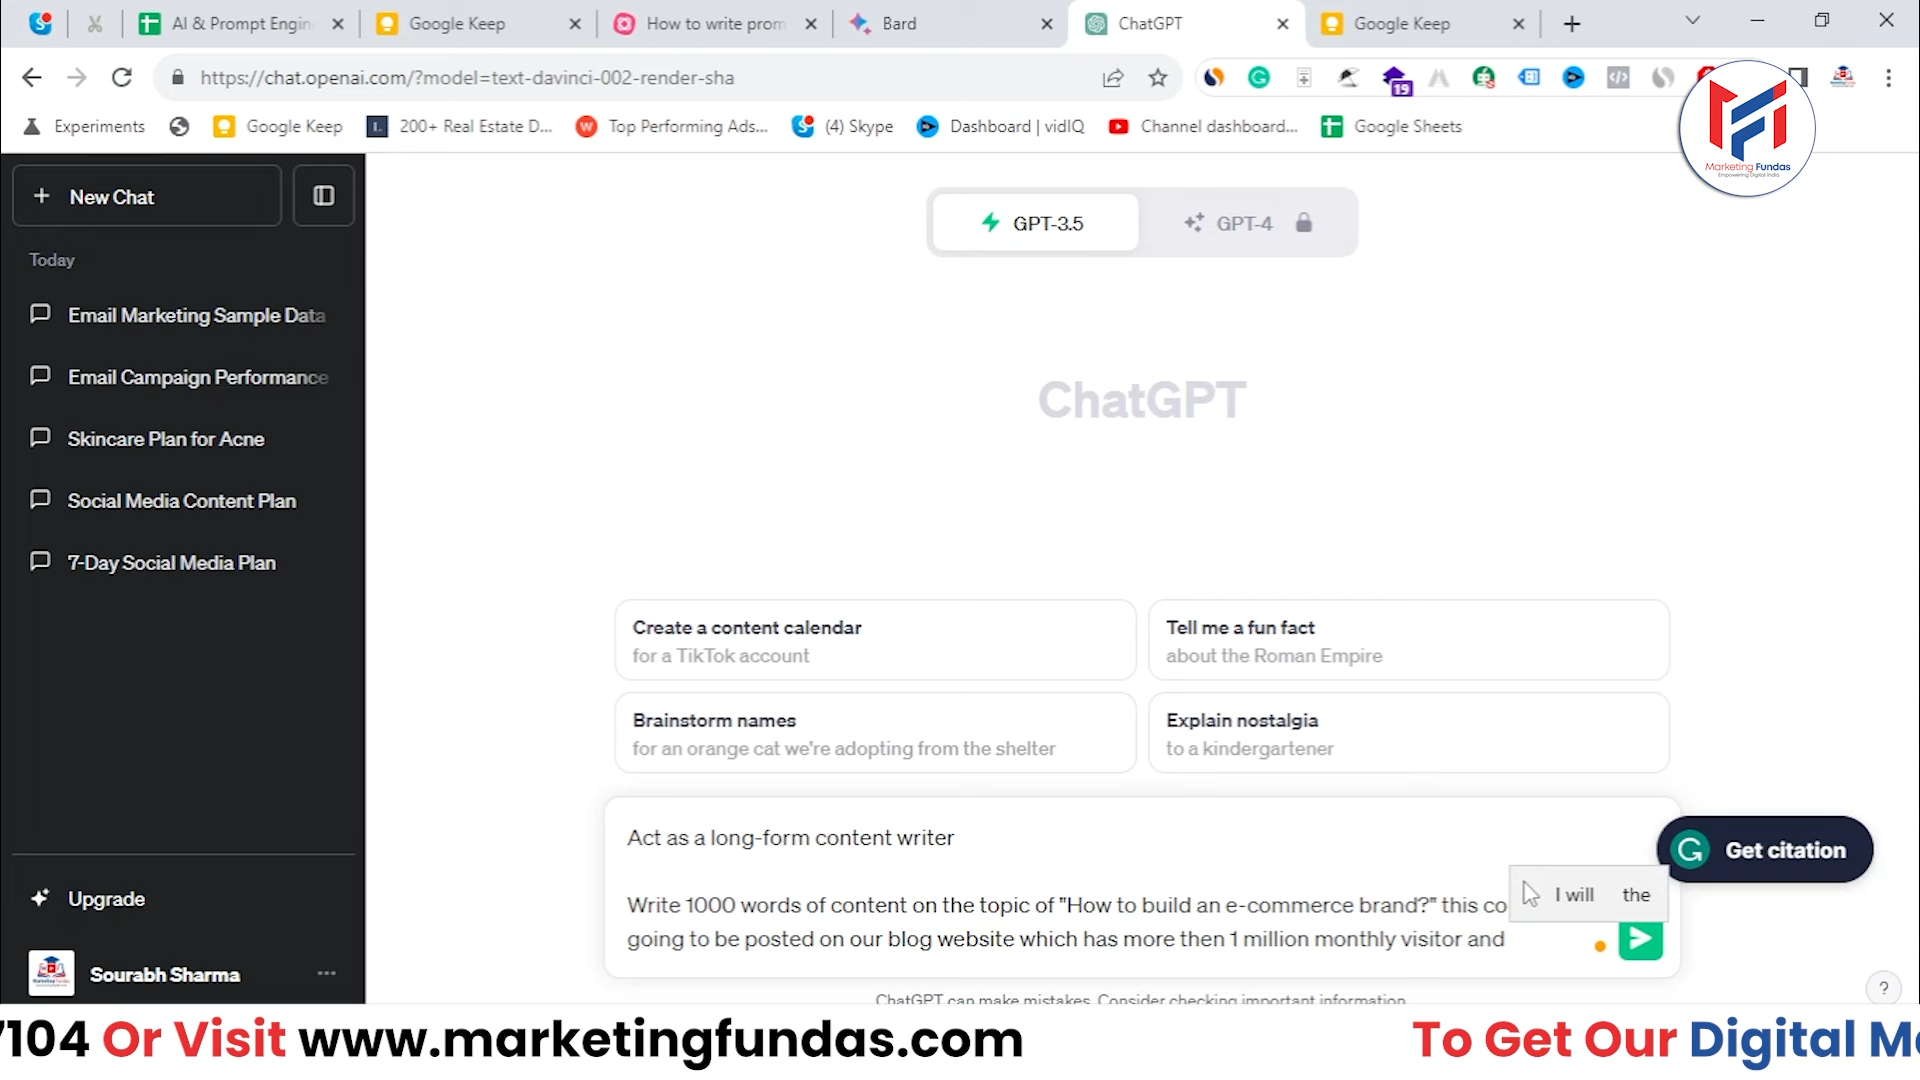 AI & Prompt Engin
Google Keep
How to write prom
Bard
ChatGPT
Google Keep
https://chat.openai.com/?model=text-davinci-002-render-sha
19
Experiments
Google Keep
200+ Real Estate D...
Top Performing Ads...
(4) Skype
Dashboard | vidIQ
Channel dashboard...
Google Sheets
Marketing Fundas
Empowering Digital India
New Chat
GPT-3.5
GPT-4
Today
Email Marketing Sample Data
Email Campaign Performance
ChatGPT
Skincare Plan for Acne
Social Media Content Plan
7-Day Social Media Plan
Create a content calendar
for a TikTok account
Tell me a fun fact
about the Roman Empire
Brainstorm names
for an orange cat we're adopting from the shelter
Explain nostalgia
to a kindergartener
Act as a long-form content writer
Get citation
Write 1000 words of content on the topic of "How to build an e-commerce brand?" this co
I will the
going to be posted on our blog website which has more then 1 million monthly visitor and
Upgrade
Sourabh Sharma
ChatGPT can make mistakes. Consider checking important information.
?
7104 Or Visit www.marketingfundas.com
To Get Our Digital Ma